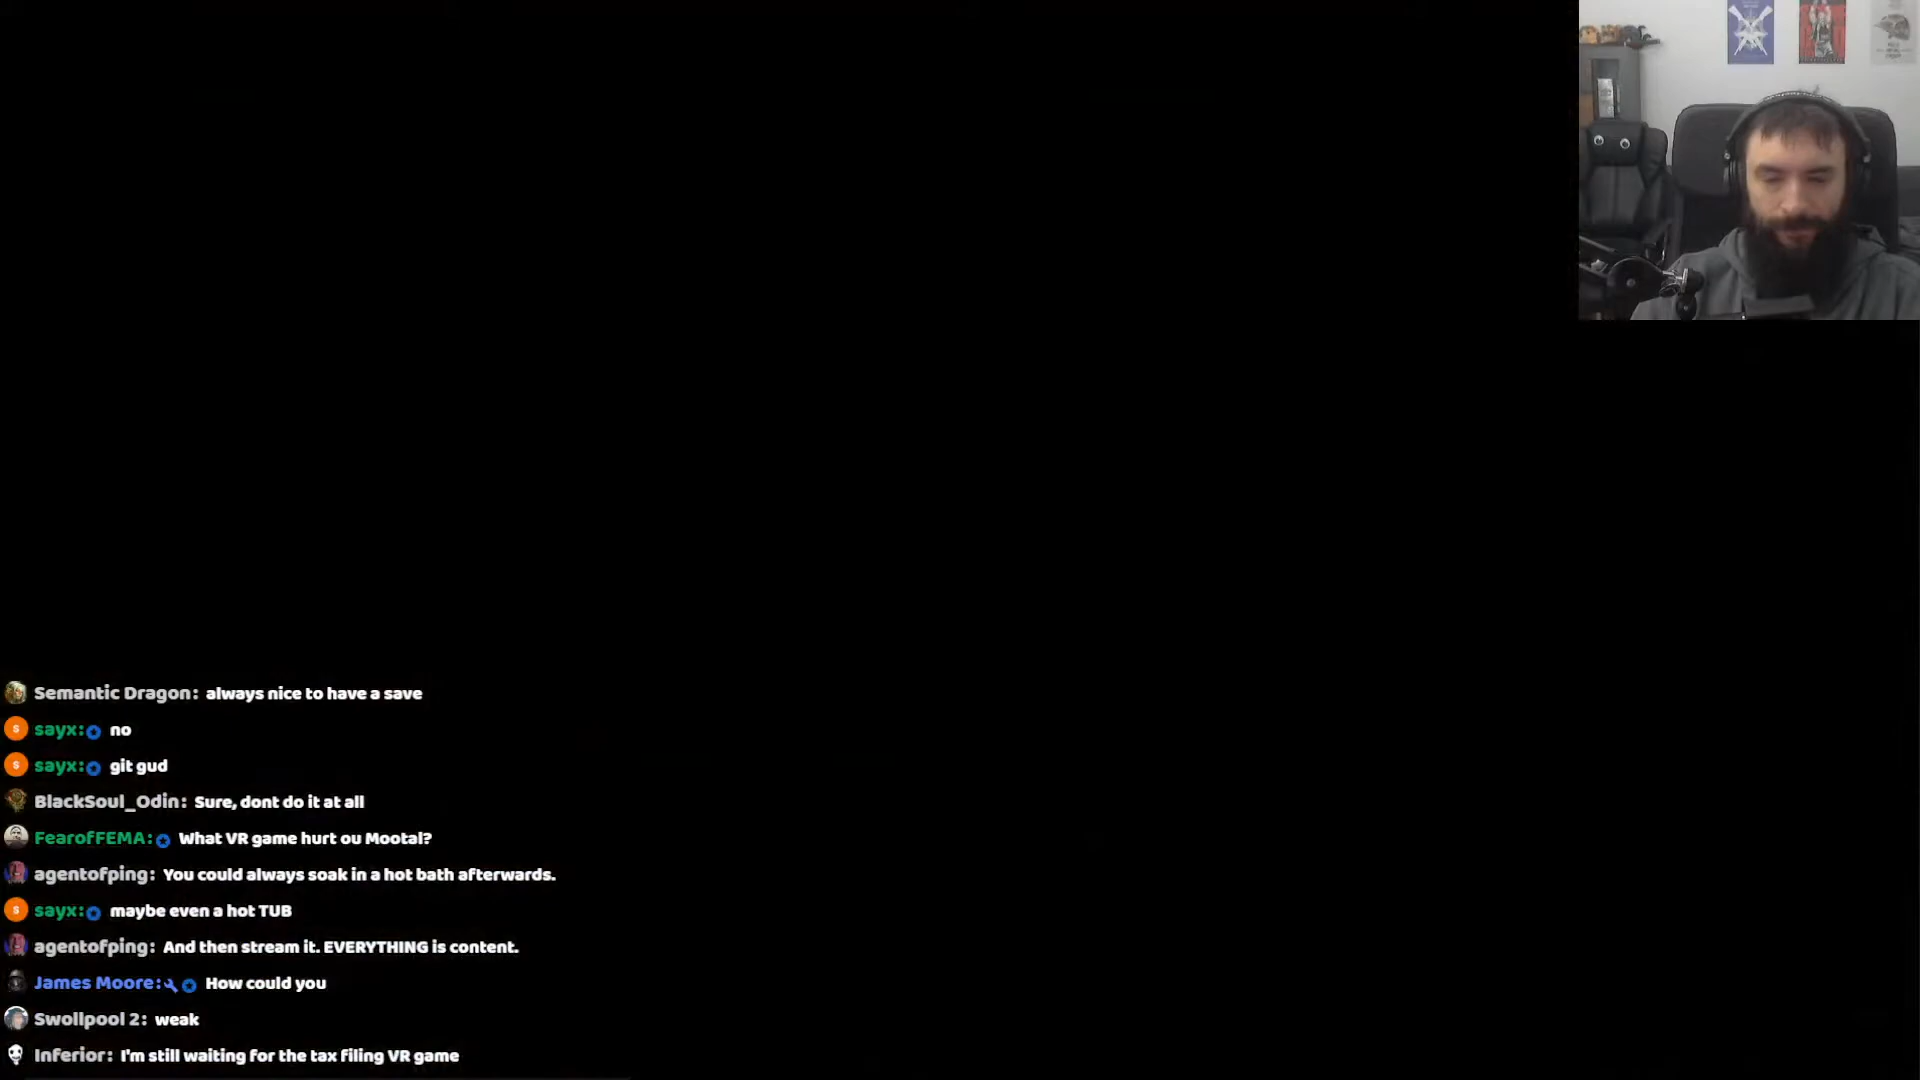 Semantic Dragon: always nice to have a save
sayx: no
sayx: git gud
BlackSoul_Odin: Sure, dont do it at all
FearofFEMA: What VR game hurt ou Mootal?
agentofping: You could always soak in a hot bath afterwards.
sayx: maybe even a hot TUB
agentofping: And then stream it. EVERYTHING is content.
James Moore: How could you
Swollpool 2: weak
Inferior: I'm still waiting for the tax filing VR game